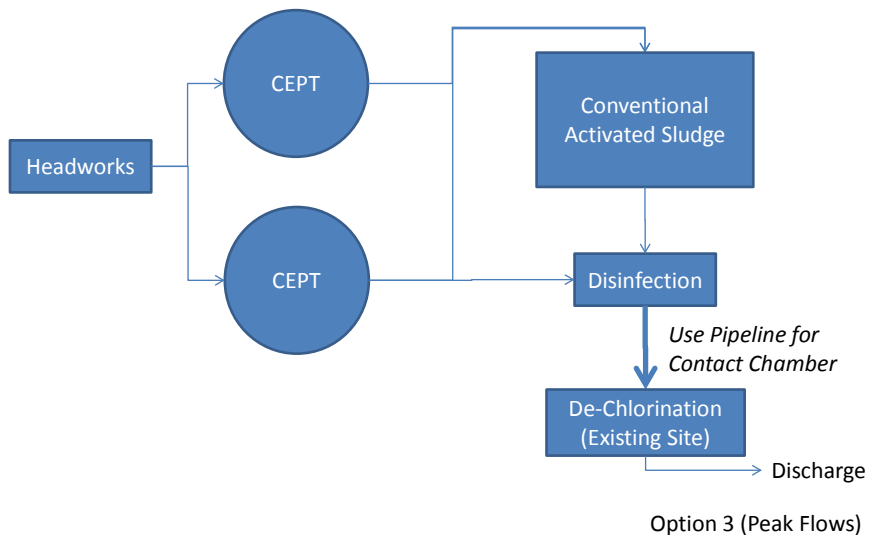 CEPT
Conventional
Activated Sludge
Headworks
CEPT
Disinfection
Use Pipeline for
Contact Chamber
De-Chlorination
(Existing Site)
Discharge
Option 3 (Peak Flows)